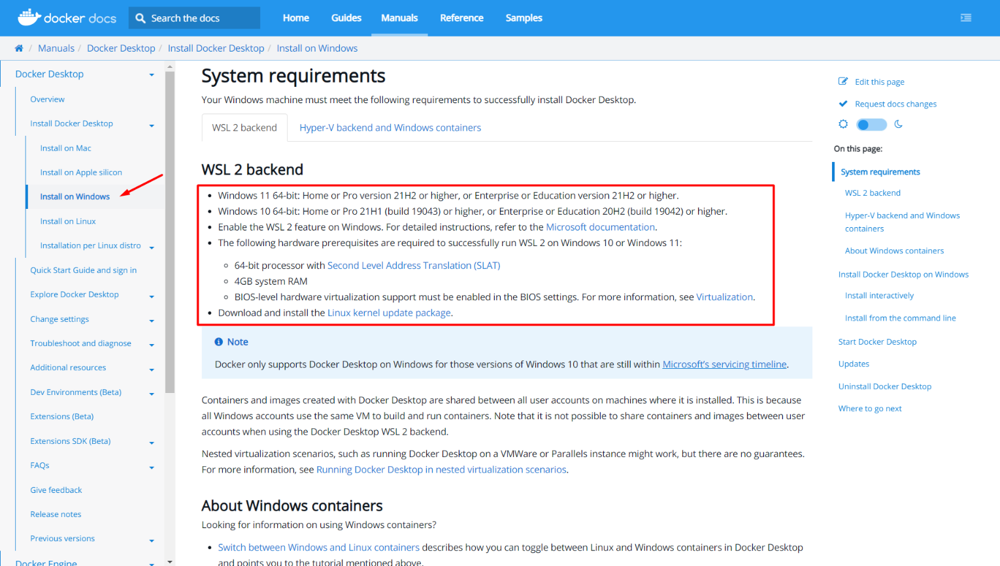 docker docs
Search the docs
Home
Guides
Manuals
Reference
Samples
/ Manuals / Docker Desktop / Install Docker Desktop / Install on Windows
Docker Desktop
Overview
Install Docker Desktop
Install on Mac
Install on Apple silicon
Install on Windows
Install on Linux
Installation per Linux distro
Quick Start Guide and sign in
Explore Docker Desktop
Change settings
Troubleshoot and diagnose
Additional resources
Dev Environments (Beta)
Extensions (Beta)
Extensions SDK (Beta)
FAQs
Give feedback
Release notes
Previous versions
Docker Engine
System requirements
Your Windows machine must meet the following requirements to successfully install Docker Desktop.
WSL 2 backend
Hyper-V backend and Windows containers
WSL 2 backend
• Windows 11 64-bit: Home or Pro version 21H2 or higher, or Enterprise or Education version 21H2 or higher.
• Windows 10 64-bit: Home or Pro 21H1 (build 19043) or higher, or Enterprise or Education 20H2 (build 19042) or higher.
• Enable the WSL 2 feature on Windows. For detailed instructions, refer to the Microsoft documentation.
• The following hardware prerequisites are required to successfully run WSL 2 on Windows 10 or Windows 11:
◦ 64-bit processor with Second Level Address Translation (SLAT)
◦ 4GB system RAM
◦ BIOS-level hardware virtualization support must be enabled in the BIOS settings. For more information, see Virtualization.
• Download and install the Linux kernel update package.
Note
Docker only supports Docker Desktop on Windows for those versions of Windows 10 that are still within Microsoft's servicing timeline.
Containers and images created with Docker Desktop are shared between all user accounts on machines where it is installed. This is because
all Windows accounts use the same VM to build and run containers. Note that it is not possible to share containers and images between user
accounts when using the Docker Desktop WSL 2 backend.
Nested virtualization scenarios, such as running Docker Desktop on a VMWare or Parallels instance might work, but there are no guarantees.
For more information, see Running Docker Desktop in nested virtualization scenarios.
About Windows containers
Looking for information on using Windows containers?
• Switch between Windows and Linux containers describes how you can toggle between Linux and Windows containers in Docker Desktop
and points you to the tutorial mentioned above.
Edit this page
Request docs changes
On this page:
System requirements
WSL 2 backend
Hyper-V backend and Windows
containers
About Windows containers
Install Docker Desktop on Windows
Install interactively
Install from the command line
Start Docker Desktop
Updates
Uninstall Docker Desktop
Where to go next